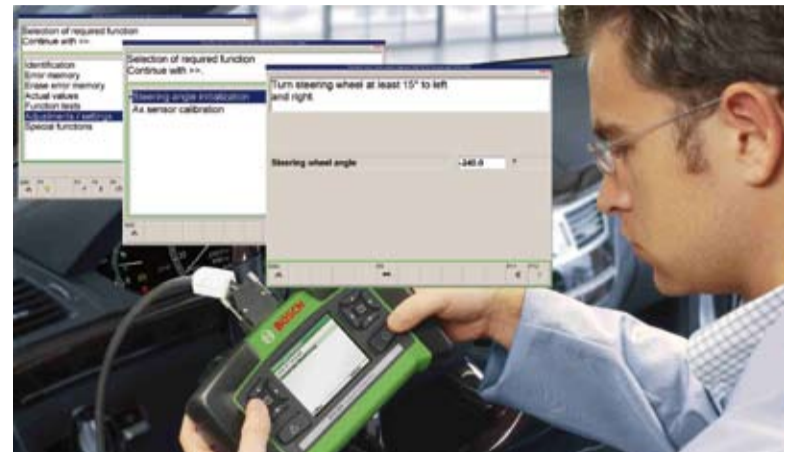 Selection of required function
Continue with >>.
Identification
Error memory
Erase error memory
Actual values
Function tests
Adjustments / settings
Special functions
Selection of required function
Continue with >>.
Steering-angle initialization
Ax sensor calibration
Turn steering wheel at least 15° to left
and right
Steering wheel angle -240.0 °
BOSCH